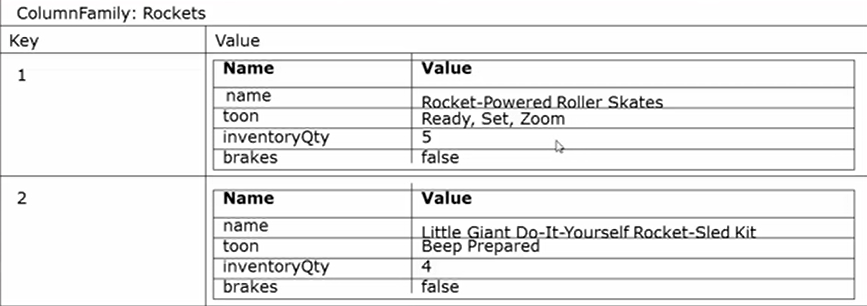 ColumnFamily: Rockets
Key Value
1
Name Value
name Rocket-Powered Roller Skates
toon Ready, Set, Zoom
inventoryQty 5
brakes false
2
Name Value
name Little Giant Do-It-Yourself Rocket-Sled Kit
toon Beep Prepared
inventoryQty 4
brakes false